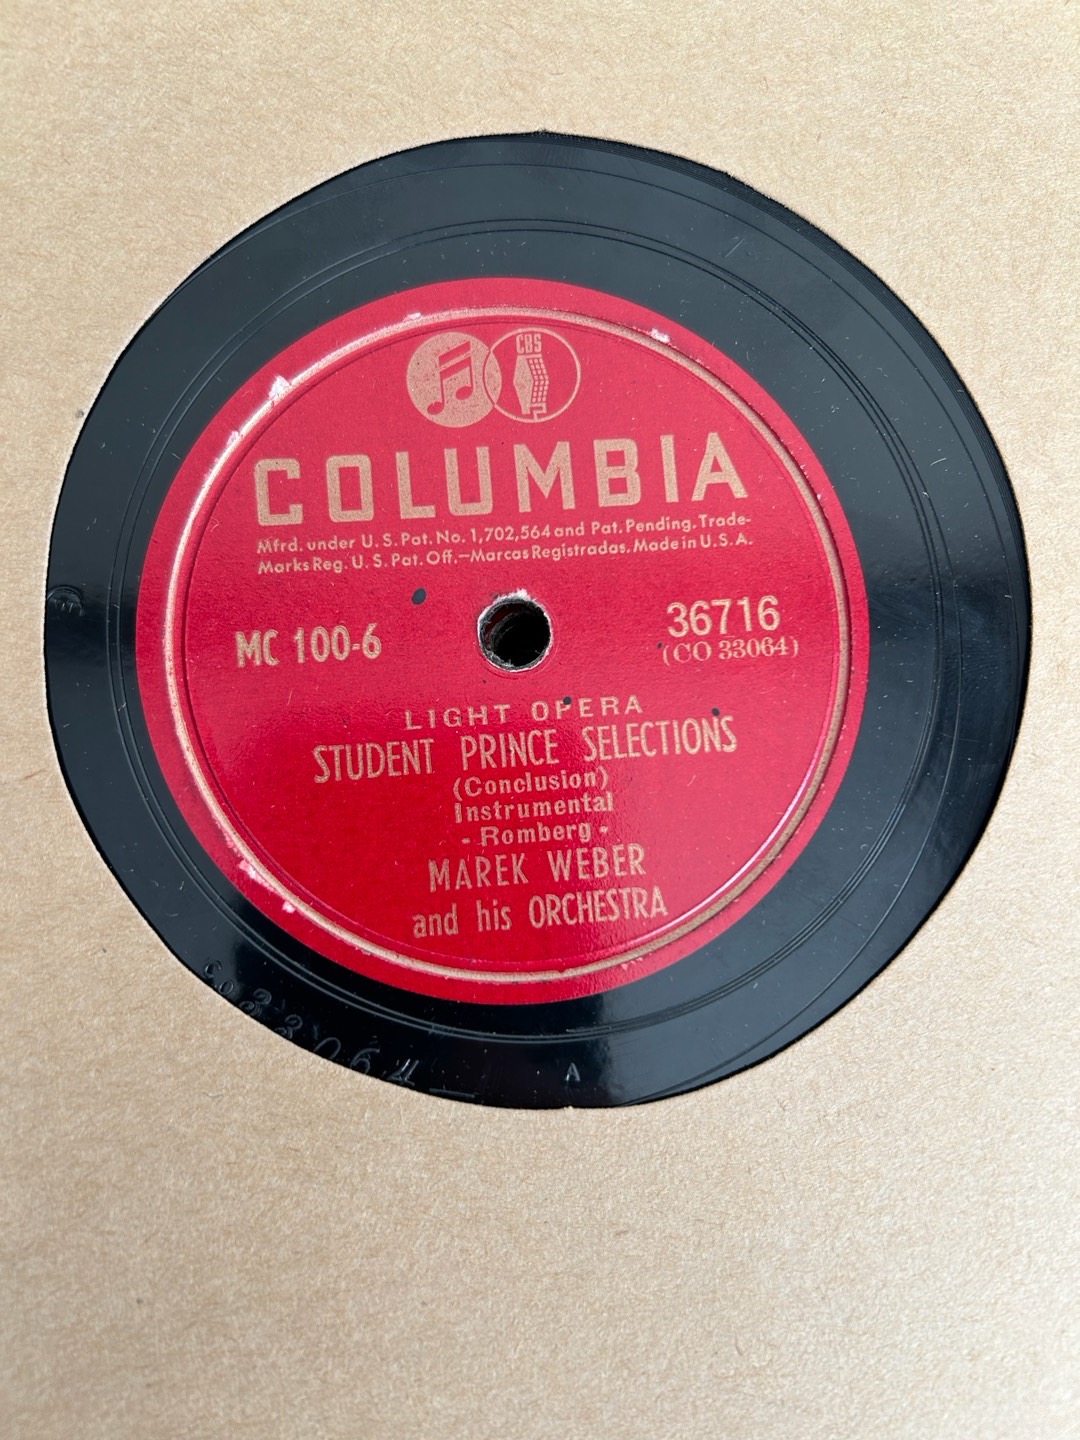 CBS
COLUMBIA
Mfrd. under U. S. Pat. No. 1,702,564 and Pat. Pending. Trade-
Marks Reg. U. S. Pat. Off.—Marcas Registradas. Made in U. S. A.
MC 100-6
36716
(CO 33064)
LIGHT OPERA
STUDENT PRINCE SELECTIONS
(Conclusion)
Instrumental
- Romberg -
MAREK WEBER
and his ORCHESTRA
Co 33064
A